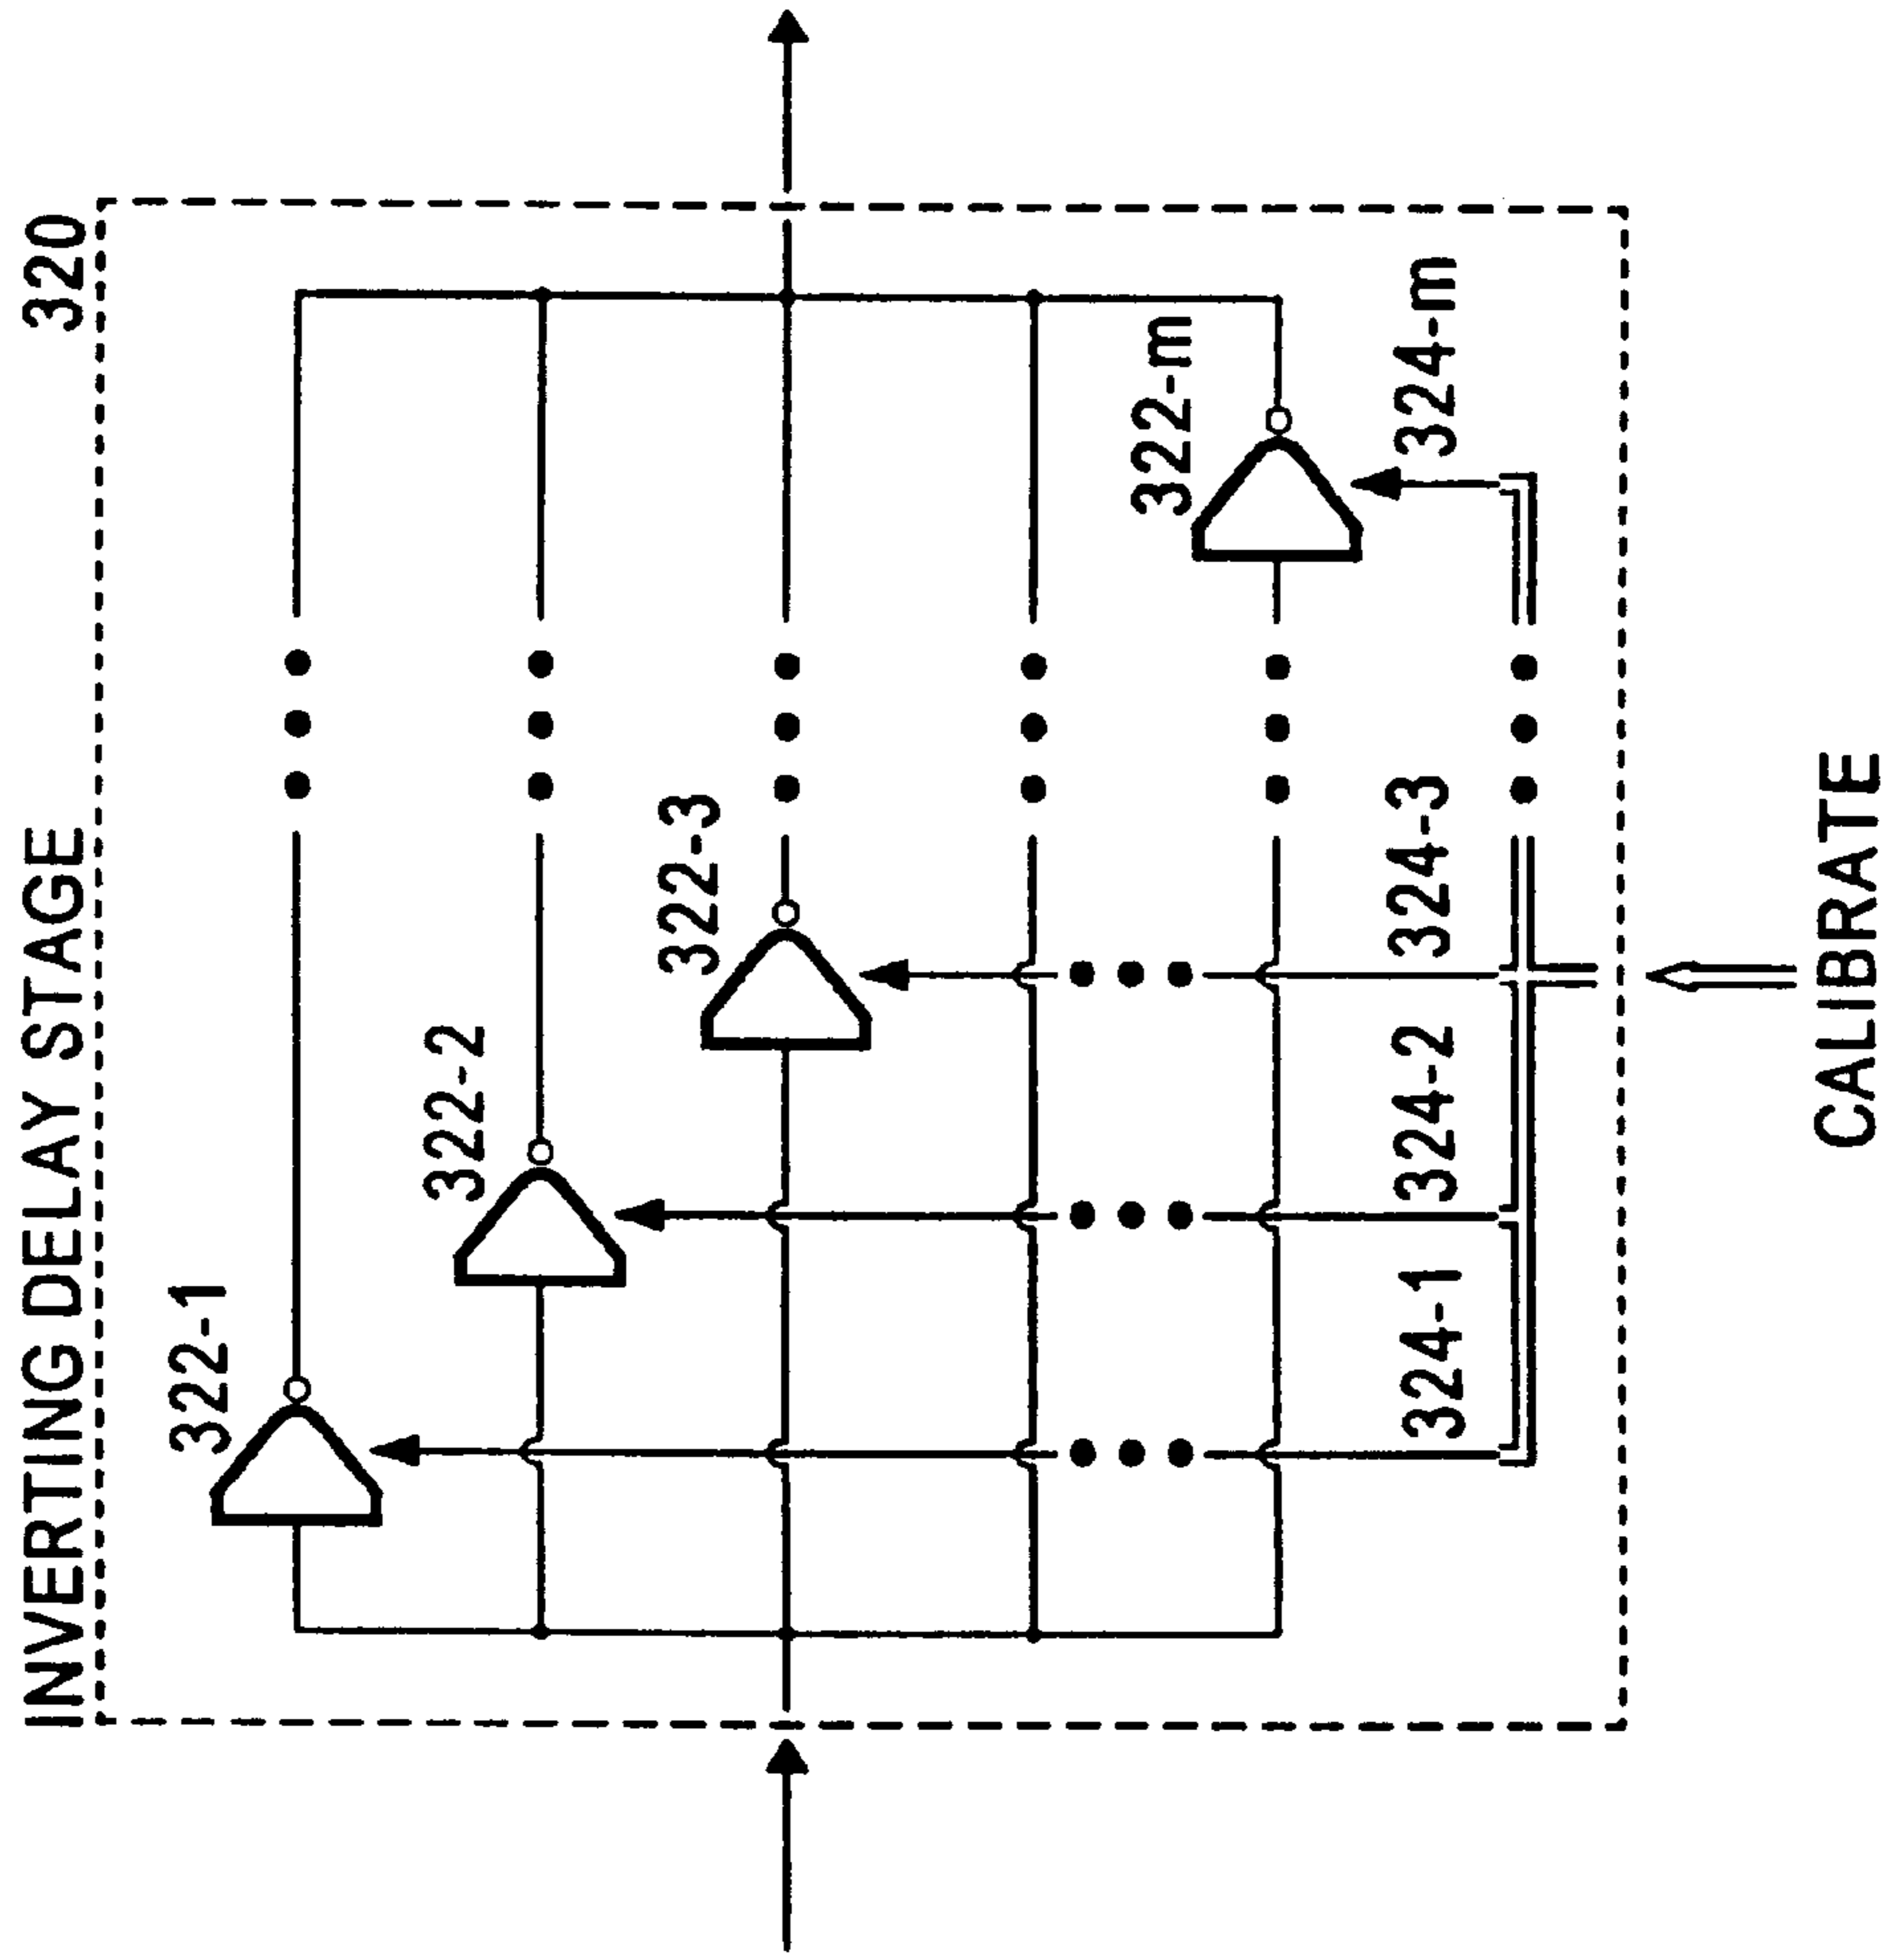 INVERTING DELAY STAGE 320
322-1
322-2
322-3
322-m
324-1
324-2
324-3
324-m
CALIBRATE